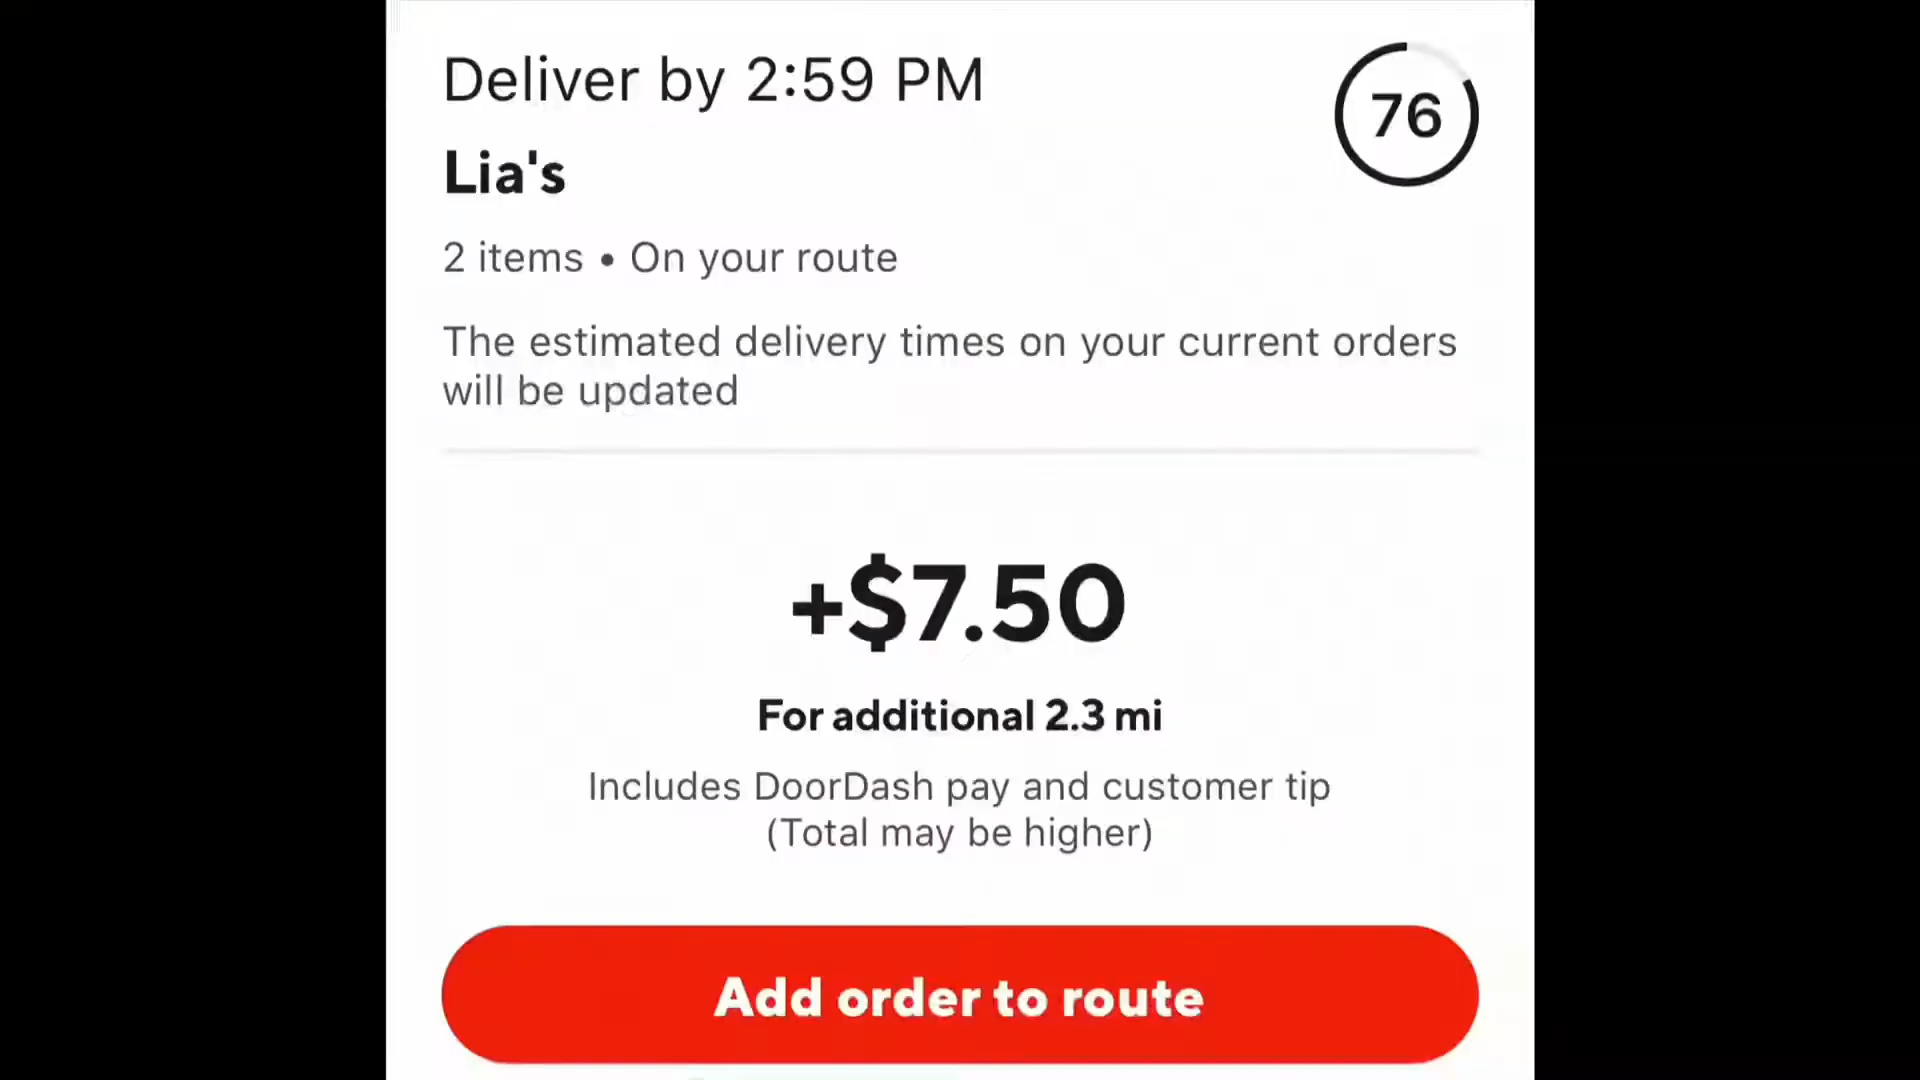 Deliver by 2:59 PM
76
Lia's
2 items • On your route
The estimated delivery times on your current orders
will be updated
+$7.50
For additional 2.3 mi
Includes DoorDash pay and customer tip
(Total may be higher)
Add order to route